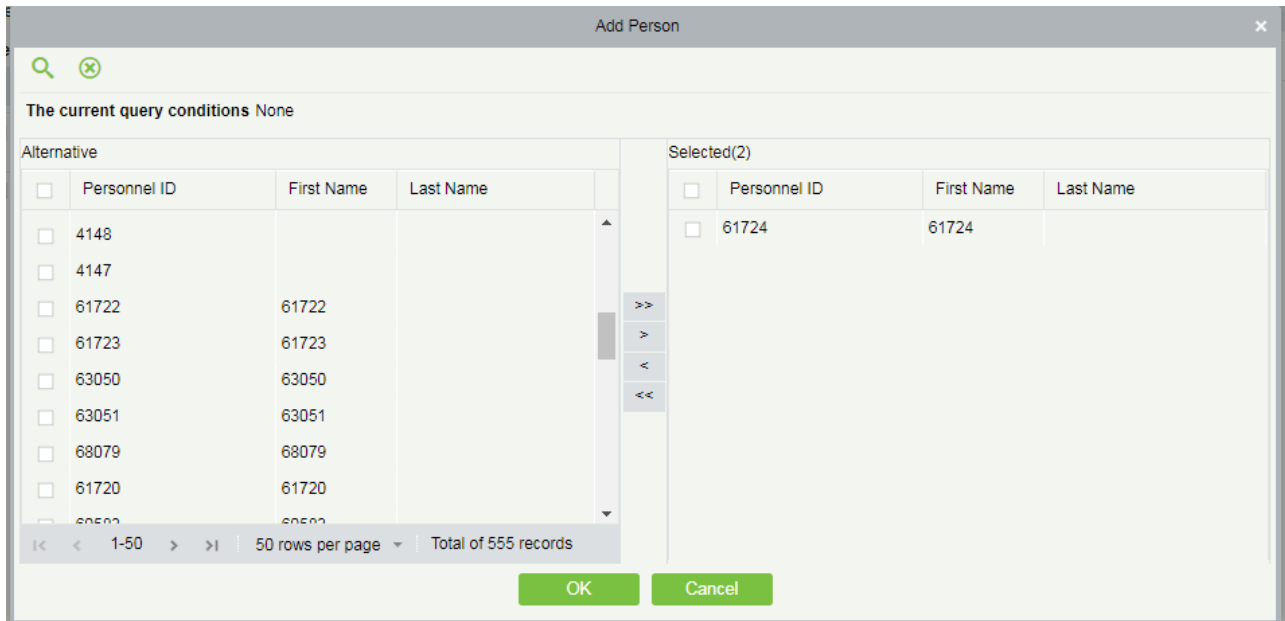 Add Person
The current query conditions None
Alternative
Personnel ID First Name Last Name
4148
4147
61722 61722
61723 61723
63050 63050
63051 63051
68079 68079
61720 61720
1-50 50 rows per page Total of 555 records
>>
>
<
<<
Selected(2)
Personnel ID First Name Last Name
61724 61724
OK Cancel